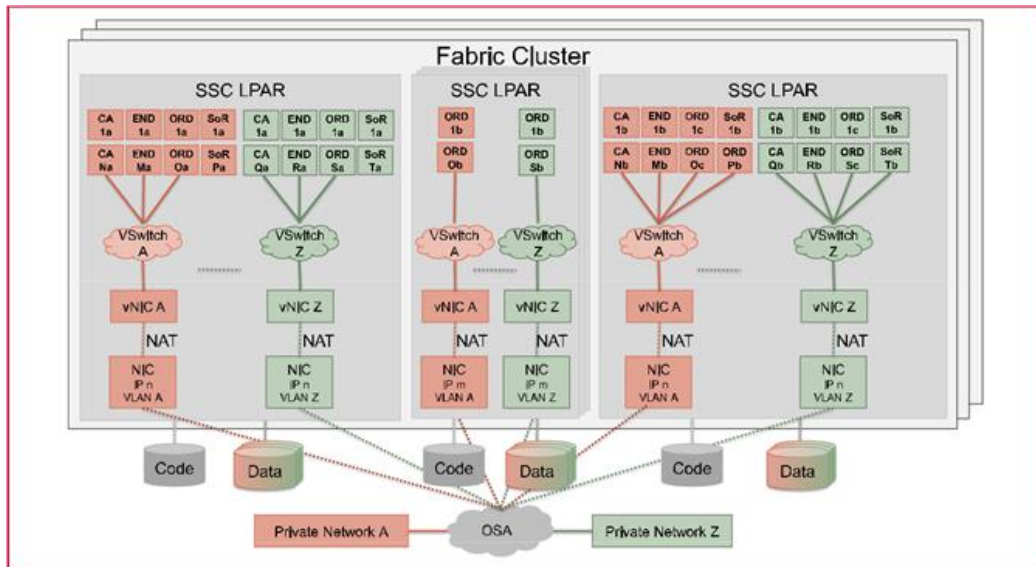 Fabric Cluster
SSC LPAR
SSC LPAR
SSC LPAR
CA 1a
END 1a
ORD 1a
SoR 1a
CA 1a
END 1a
ORD 1a
SoR 1a
CA Na
END Ma
ORD Oa
SoR Pa
CA Qa
END Ra
ORD Sa
SoR Ta
ORD 1b
ORD 1b
ORD Ob
ORD Sb
CA 1b
END 1b
ORD 1c
SoR 1b
CA 1b
END 1b
ORD 1c
SoR 1b
CA Nb
END Mb
ORD Oc
ORD Pb
CA Qb
END Rb
ORD Sc
SoR Tb
VSwitch A
VSwitch Z
VSwitch A
VSwitch Z
VSwitch A
VSwitch Z
vNIC A
vNIC Z
vNIC A
vNIC Z
vNIC A
vNIC Z
NAT
NAT
NAT
NIC
IP n
VLAN A
NIC
IP n
VLAN Z
NIC
IP m
VLAN A
NIC
IP m
VLAN Z
NIC
IP n
VLAN A
NIC
IP n
VLAN Z
Code
Data
Code
Data
Code
Data
Private Network A
OSA
Private Network Z